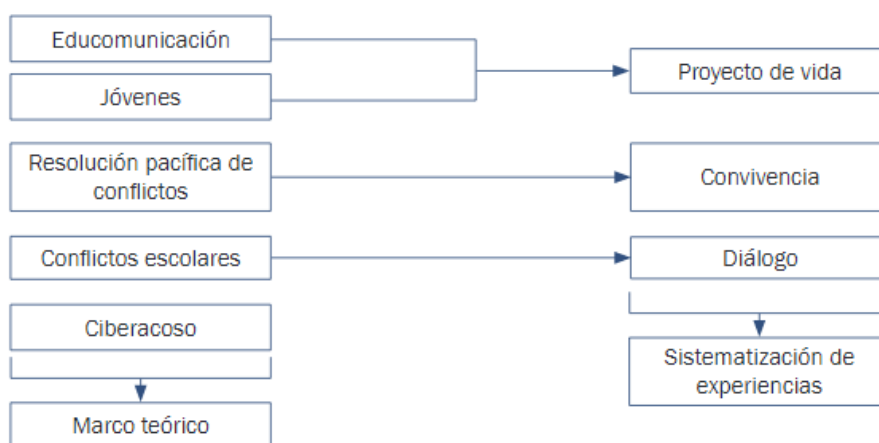 Educomunicación
Jóvenes
Proyecto de vida
Resolución pacífica de
conflictos
Convivencia
Conflictos escolares
Diálogo
Ciberacoso
Sistematización de
experiencias
Marco teórico